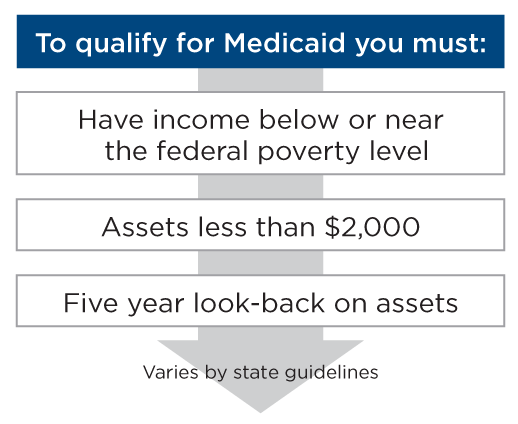 To qualify for Medicaid you must:
Have income below or near
the federal poverty level
Assets less than $2,000
Five year look-back on assets
Varies by state guidelines